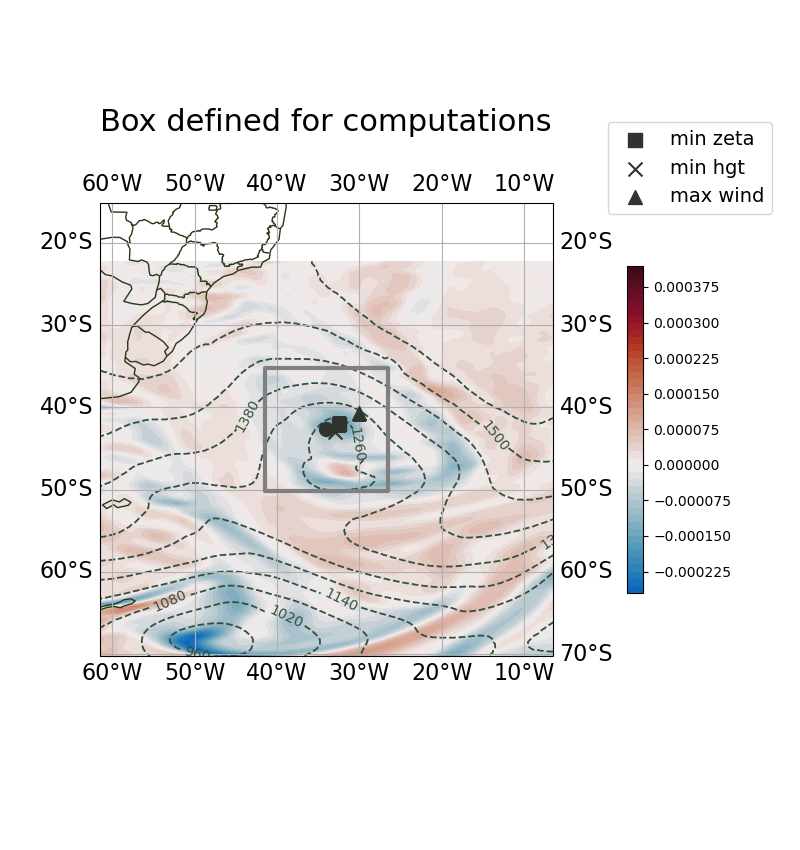 Box defined for computations
min zeta
min hgt
max wind
60°W 50°W 40°W 30°W 20°W 10°W
20°S 20°S
30°S 30°S
40°S 40°S
50°S 50°S
60°S 60°S
70°S
60°W 50°W 40°W 30°W 20°W 10°W
1380
1260
1500
1080
1020
1140
0.000375
0.000300
0.000225
0.000150
0.000075
0.000000
−0.000075
−0.000150
−0.000225